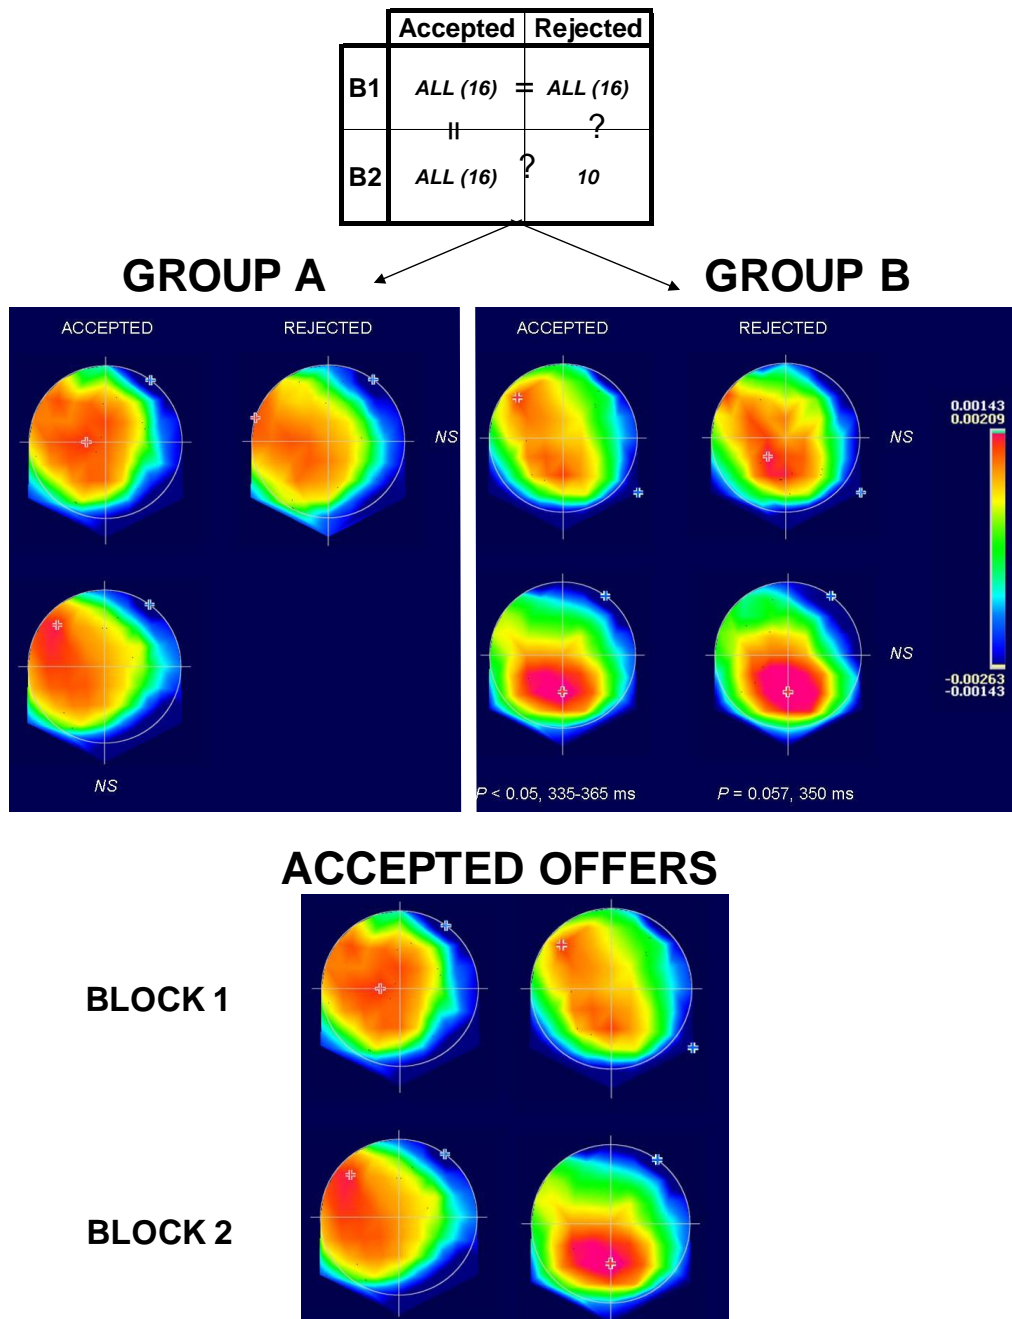 Accepted Rejected
B1 ALL (16) = ALL (16)
= ?
B2 ALL (16) ? 10
GROUP A GROUP B
ACCEPTED REJECTED ACCEPTED REJECTED
0.00143
0.00209
NS NS
NS
-0.00263
-0.00143
NS
P < 0.05, 335-365 ms P = 0.057, 350 ms
ACCEPTED OFFERS
BLOCK 1
BLOCK 2